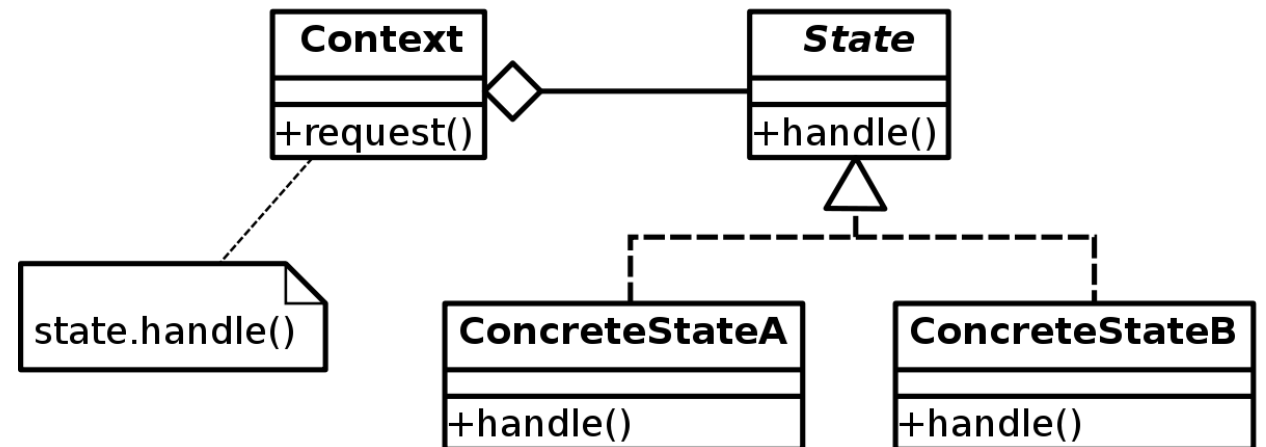 Context
+request()
State
+handle()
state.handle()
ConcreteStateA
+handle()
ConcreteStateB
+handle()